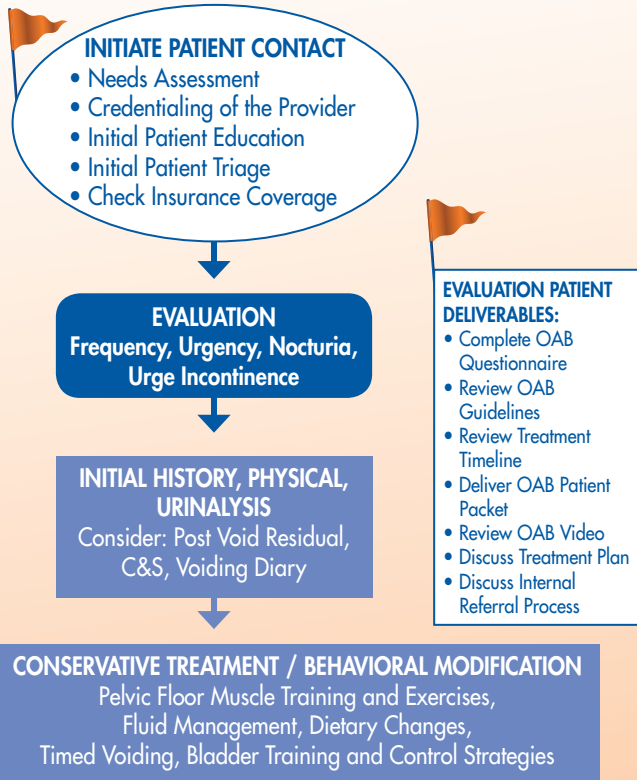 INITIATE PATIENT CONTACT
• Needs Assessment
• Credentialing of the Provider
• Initial Patient Education
• Initial Patient Triage
• Check Insurance Coverage
EVALUATION
Frequency, Urgency, Nocturia,
Urge Incontinence
INITIAL HISTORY, PHYSICAL,
URINALYSIS
Consider: Post Void Residual,
C&S, Voiding Diary
CONSERVATIVE TREATMENT / BEHAVIORAL MODIFICATION
Pelvic Floor Muscle Training and Exercises,
Fluid Management, Dietary Changes,
Timed Voiding, Bladder Training and Control Strategies
EVALUATION PATIENT
DELIVERABLES:
• Complete OAB
Questionnaire
• Review OAB
Guidelines
• Review Treatment
Timeline
• Deliver OAB Patient
Packet
• Review OAB Video
• Discuss Treatment Plan
• Discuss Internal
Referral Process